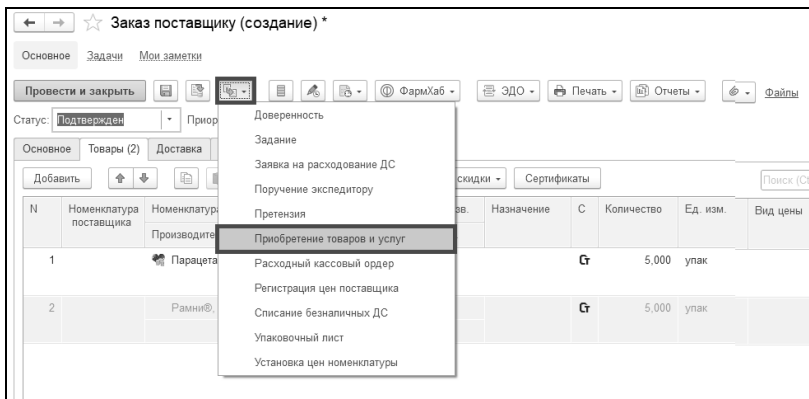 Заказ поставщику (создание) *
Основное Задачи Мои заметки
Провести и закрыть ФармХаб ЭДО Печать Отчеты Файлы
Статус: Подтвержден Приор
Доверенность
Задание
Заявка на расходование ДС
Поручение экспедитору
Претензия
Приобретение товаров и услуг
Расходный кассовый ордер
Регистрация цен поставщика
Списание безналичных ДС
Упаковочный лист
Установка цен номенклатуры
Основное Товары (2) Доставка
Добавить скидки Сертификаты Поиск (Ct
N Номенклатура поставщика Номенклатур зв. Назначение С Количество Ед. изм. Вид цены
Производите
1 Парацета Ст 5,000 упак
2 Рамни®, Ст 5,000 упак